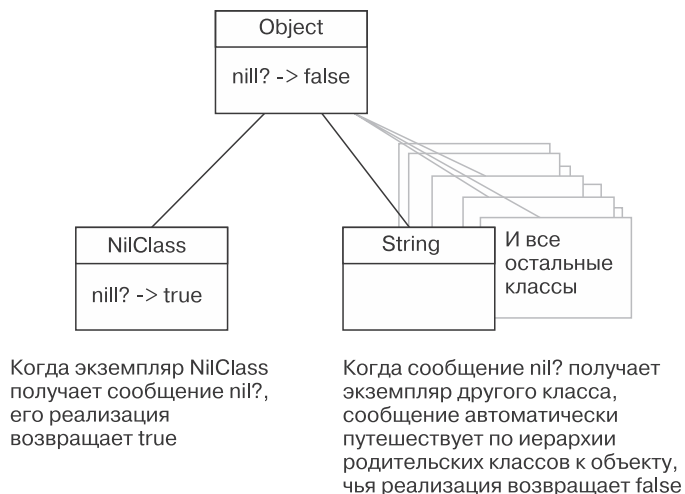 Object
nill? -> false
NilClass
nill? -> true
String
И все
остальные
классы
Когда экземпляр NilClass
получает сообщение nil?,
его реализация
возвращает true
Когда сообщение nil? получает
экземпляр другого класса,
сообщение автоматически
путешествует по иерархии
родительских классов к объекту,
чья реализация возвращает false